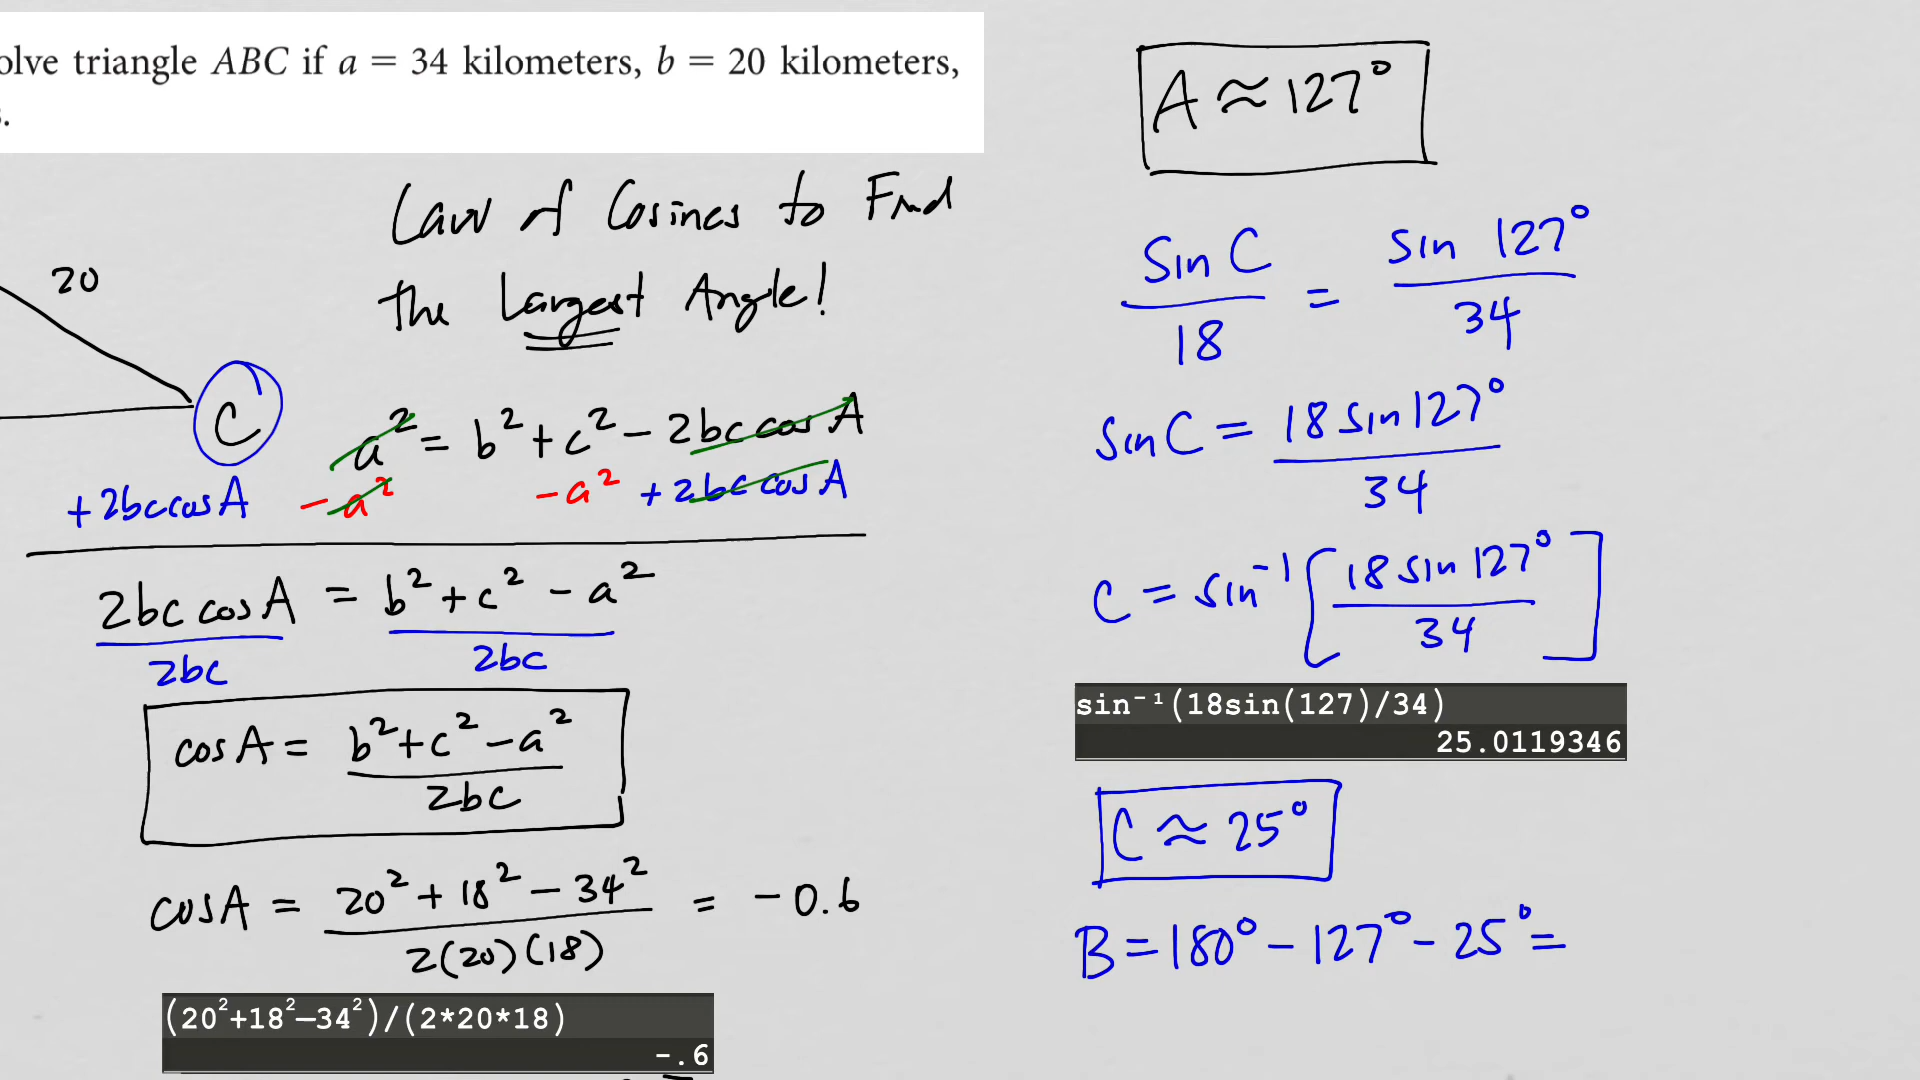 olve triangle ABC if a = 34 kilometers, b = 20 kilometers,
.
Law of Cosines to Find
the Largest Angle!
20
C
a² = b² + c² - 2bc cos A
+2bc cos A -a² -a² +2bc cos A
2bc cos A = b² + c² - a²
2bc 2bc
cos A = b² + c² - a²
2bc
cos A = 20² + 18² - 34² = -0.6
2(20)(18)
(20²+18²–34²)/(2*20*18)
-.6
A ≈ 127°
Sin C = Sin 127°
18 34
Sin C = 18 Sin 127°
34
C = Sin⁻¹ [ 18 Sin 127° ]
34
sin⁻¹(18sin(127)/34)
25.0119346
C ≈ 25°
B = 180° - 127° - 25° =